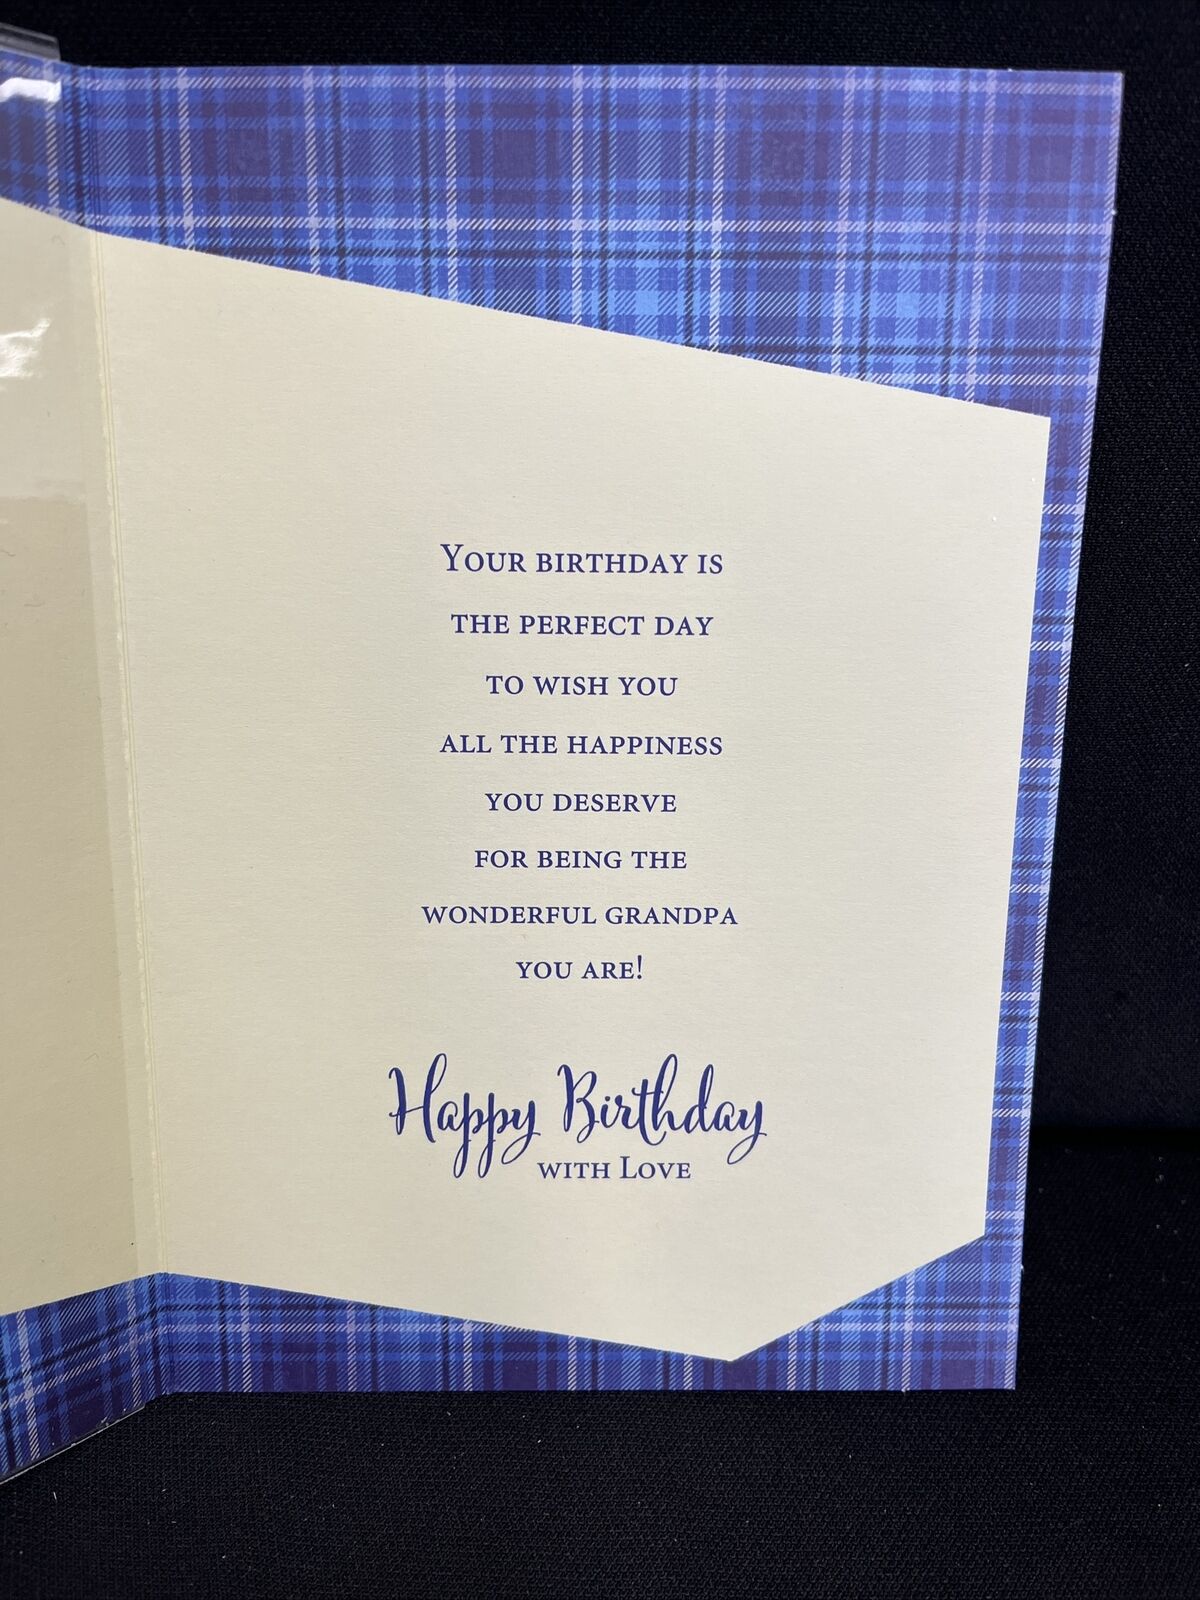 Your birthday is
the perfect day
to wish you
all the happiness
you deserve
for being the
wonderful grandpa
you are!
Happy Birthday
with Love